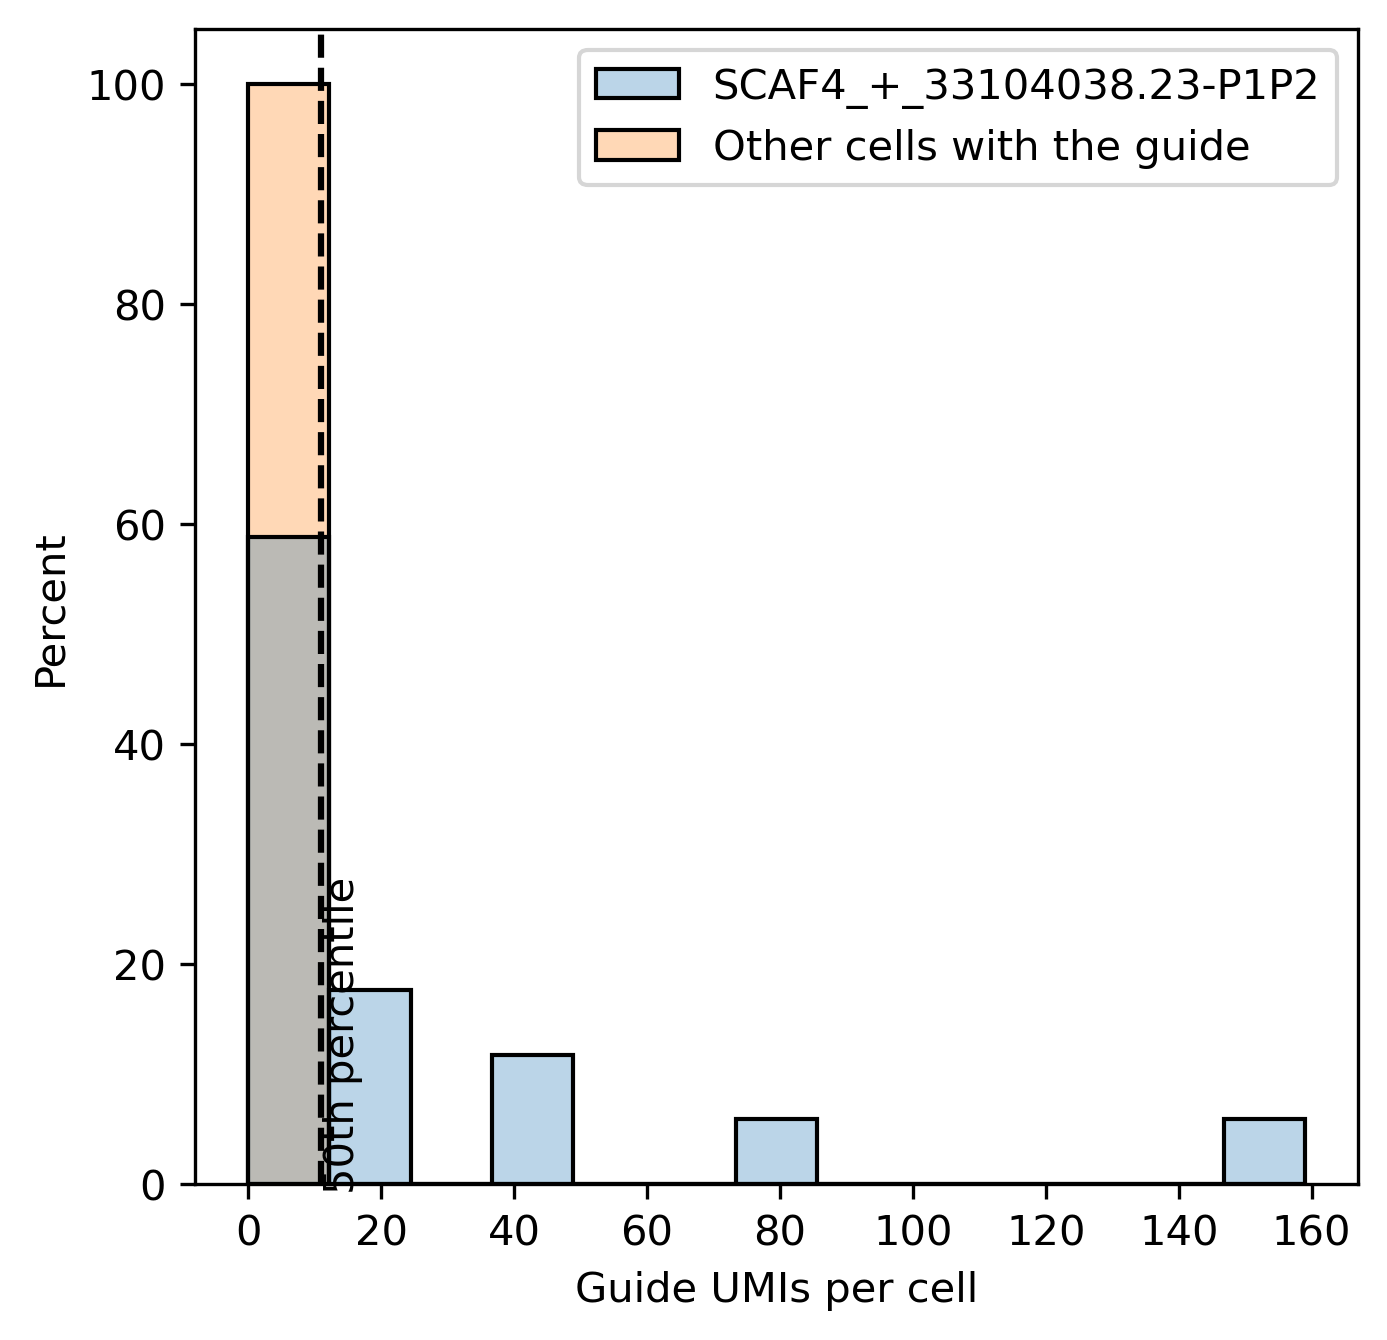 SCAF4_+_33104038.23-P1P2
Other cells with the guide
100
80
60
40
20
0
Percent
50th percentile
0 20 40 60 80 100 120 140 160
Guide UMIs per cell